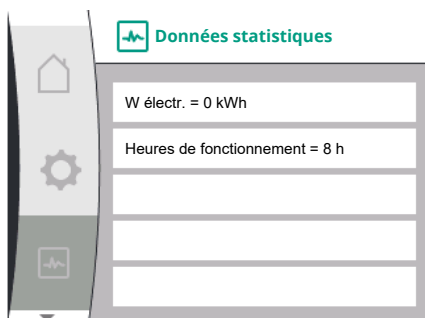 Données statistiques
W électr. = 0 kWh
Heures de fonctionnement = 8 h